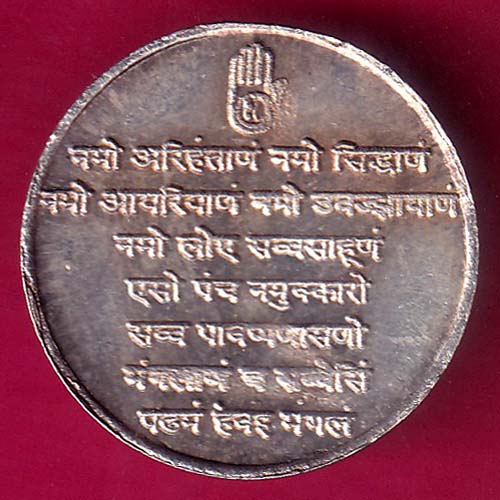 नमो अरिहंताणं नमो सिद्धाणं
नमो आयरियाणं नमो उवज्झायाणं
नमो लोए सव्वसाहूणं
एसो पंच नमुक्कारो
सव्व पावप्पणासणो
मंगलाणं च सव्वेसिं
पढमं हवइ मंगलं